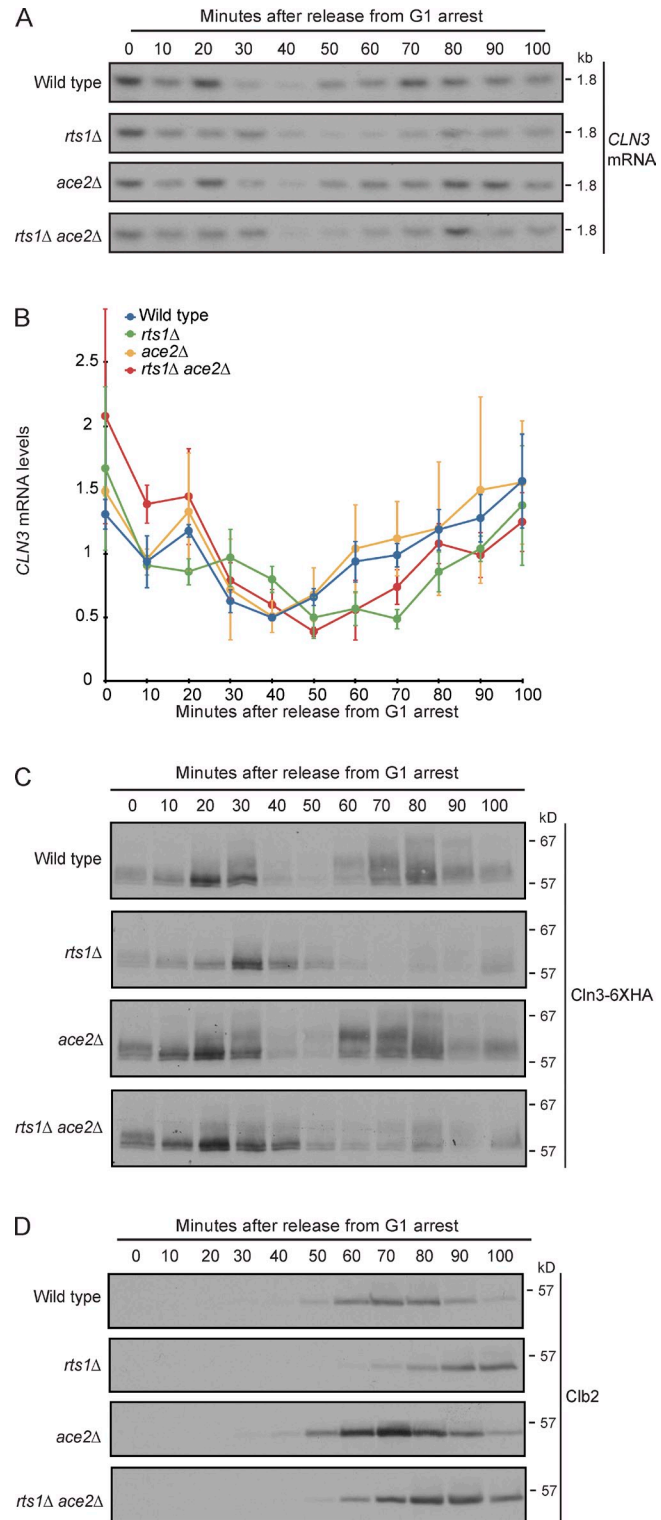 A
Minutes after release from G1 arrest
0 10 20 30 40 50 60 70 80 90 100
kb
Wild type - 1.8
rts1Δ - 1.8
CLN3
mRNA
ace2Δ - 1.8
rts1Δ ace2Δ - 1.8
B
Wild type
rts1Δ
ace2Δ
rts1Δ ace2Δ
2.5
2
1.5
1
0.5
0
CLN3 mRNA levels
0 10 20 30 40 50 60 70 80 90 100
Minutes after release from G1 arrest
C
Minutes after release from G1 arrest
0 10 20 30 40 50 60 70 80 90 100
kD
Wild type - 67
- 57
rts1Δ - 67
- 57
Cln3-6XHA
ace2Δ - 67
- 57
rts1Δ ace2Δ - 67
- 57
D
Minutes after release from G1 arrest
0 10 20 30 40 50 60 70 80 90 100
kD
Wild type - 57
rts1Δ - 57
Clb2
ace2Δ - 57
rts1Δ ace2Δ - 57